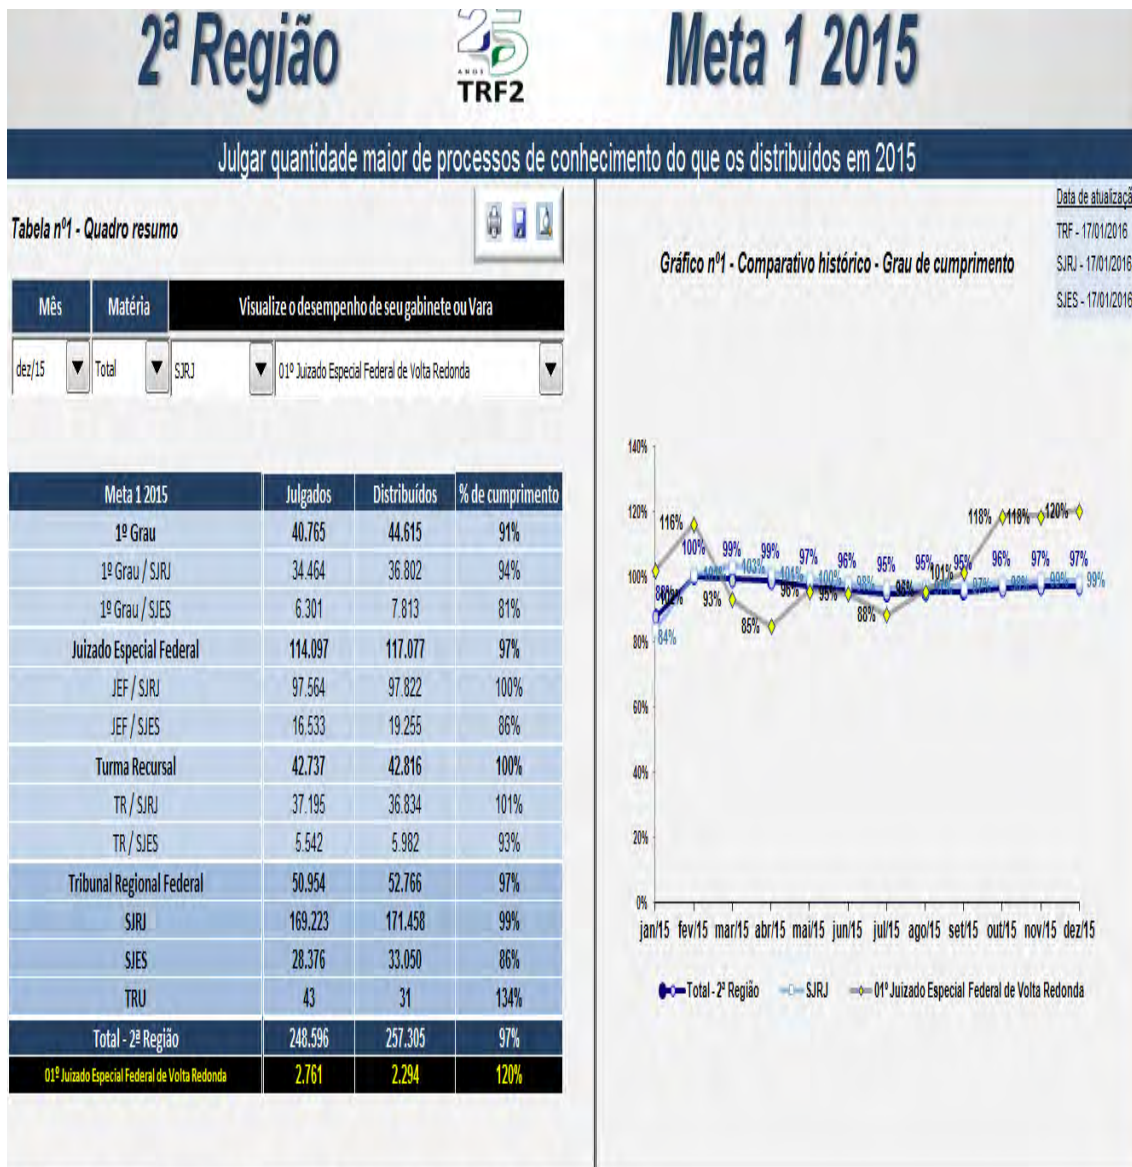 2ª Região
25
ANOS
TRF2
Meta 1 2015
Julgar quantidade maior de processos de conhecimento do que os distribuídos em 2015
Tabela nº1 - Quadro resumo
Mês Matéria Visualize o desempenho de seu gabinete ou Vara
dez/15 Total SJRJ 01º Juizado Especial Federal de Volta Redonda
Meta 1 2015 Julgados Distribuídos % de cumprimento
1º Grau 40.765 44.615 91%
1º Grau / SJRJ 34.464 36.802 94%
1º Grau / SJES 6.301 7.813 81%
Juizado Especial Federal 114.097 117.077 97%
JEF / SJRJ 97.564 97.822 100%
JEF / SJES 16.533 19.255 86%
Turma Recursal 42.737 42.816 100%
TR / SJRJ 37.195 36.834 101%
TR / SJES 5.542 5.982 93%
Tribunal Regional Federal 50.954 52.766 97%
SJRJ 169.223 171.458 99%
SJES 28.376 33.050 86%
TRU 43 31 134%
Total - 2ª Região 248.596 257.305 97%
01º Juizado Especial Federal de Volta Redonda 2.761 2.294 120%
Data de atualizaçã
TRF - 17/01/2016
SJRJ - 17/01/2016
SJES - 17/01/2016
Gráfico nº1 - Comparativo histórico - Grau de cumprimento
140%
120%
100%
80%
60%
40%
20%
0%
116% 118% 118% 120%
100% 99% 99% 97% 96% 95% 95% 95% 96% 97% 97%
103% 101% 100% 98% 101% 97% 99% 99%
93% 96% 95%
85% 88%
84%
jan/15 fev/15 mar/15 abr/15 mai/15 jun/15 jul/15 ago/15 set/15 out/15 nov/15 dez/15
Total - 2ª Região SJRJ 01º Juizado Especial Federal de Volta Redonda